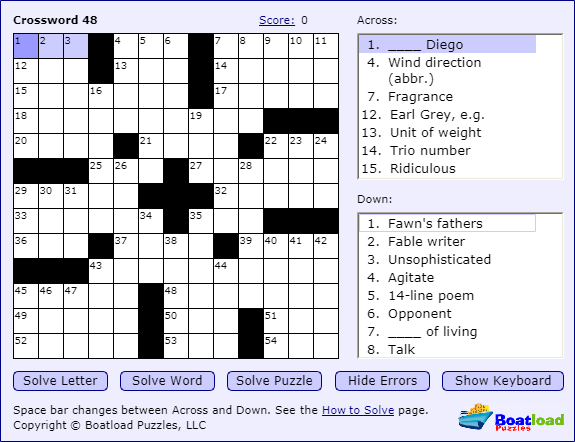 Crossword 48
Score: 0
1 2 3 4 5 6 7 8 9 10 11
12 13 14
15 16 17
18 19
20 21 22 23 24
25 26 27 28
29 30 31 32
33 34 35
36 37 38 39 40 41 42
43 44
45 46 47 48
49 50 51
52 53 54
Across:
1. ____ Diego
4. Wind direction
(abbr.)
7. Fragrance
12. Earl Grey, e.g.
13. Unit of weight
14. Trio number
15. Ridiculous
Down:
1. Fawn's fathers
2. Fable writer
3. Unsophisticated
4. Agitate
5. 14-line poem
6. Opponent
7. ____ of living
8. Talk
Solve Letter
Solve Word
Solve Puzzle
Hide Errors
Show Keyboard
Space bar changes between Across and Down. See the How to Solve page.
Copyright © Boatload Puzzles, LLC
Boatload
Puzzles